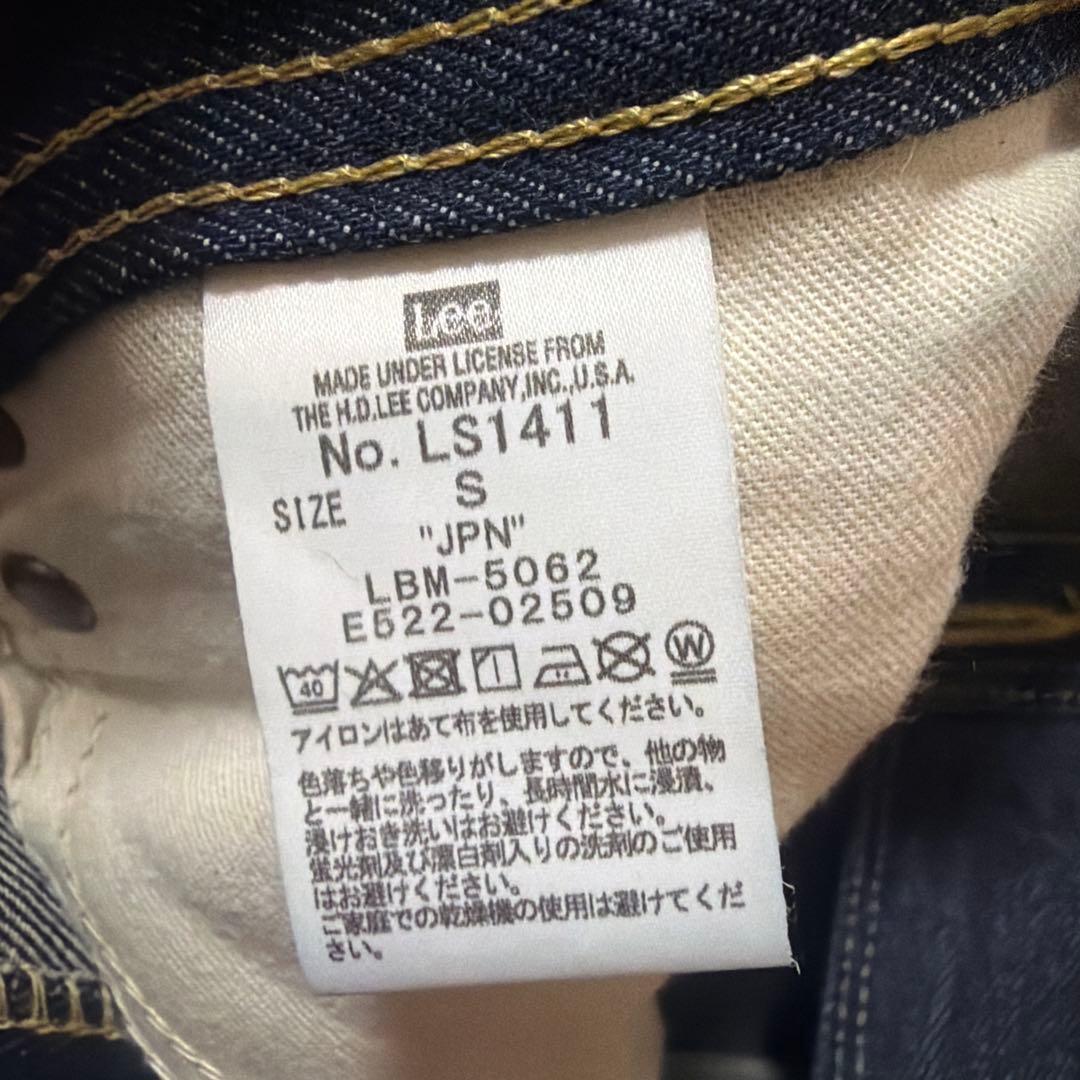 Lee
MADE UNDER LICENSE FROM
THE H.D.LEE COMPANY,INC.,U.S.A.
No. LS1411
SIZE S
"JPN"
LBM-5062
E522-02509
40
W
アイロンはあて布を使用してください。
色落ちや色移りがしますので、他の物
と一緒に洗ったり、長時間水に浸漬、
浸けおき洗いはお避けください。
蛍光剤及び漂白剤入りの洗剤のご使用
はお避けください。
ご家庭での乾燥機の使用は避けてくだ
さい。